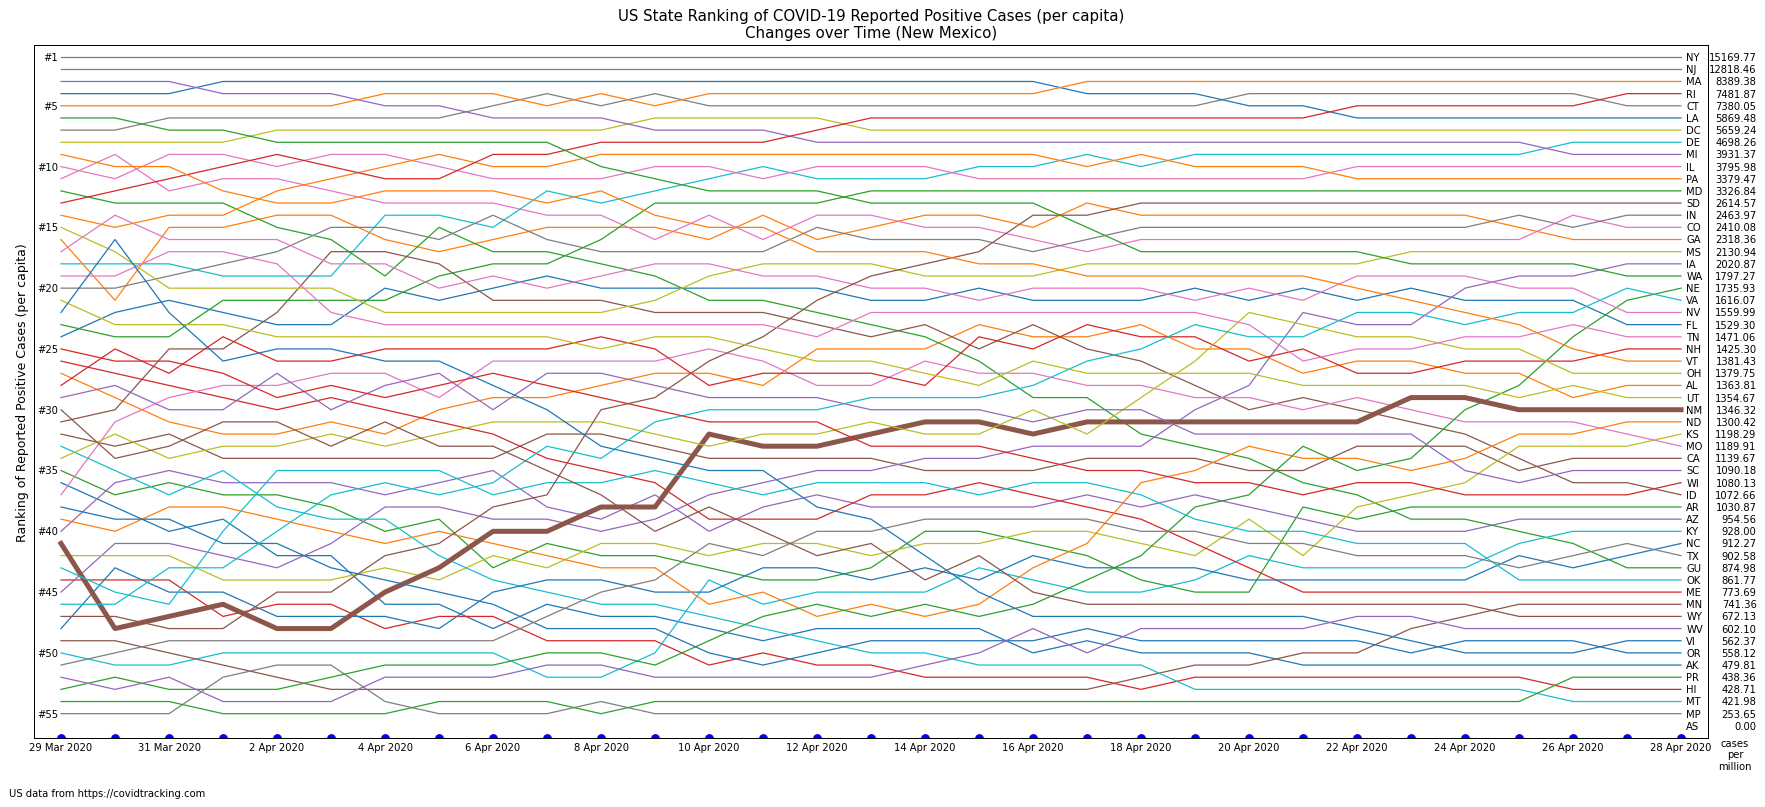 US State Ranking of COVID-19 Reported Positive Cases (per capita)
Changes over Time (New Mexico)
Ranking of Reported Positive Cases (per capita)
#1
#5
#10
#15
#20
#25
#30
#35
#40
#45
#50
#55
NY 15169.77
NJ 12818.46
MA 8389.38
RI 7481.87
CT 7380.05
LA 5869.48
DC 5659.24
DE 4698.26
MI 3931.37
IL 3795.98
PA 3379.47
MD 3326.84
SD 2614.57
IN 2463.97
CO 2410.08
GA 2318.36
MS 2130.94
IA 2020.87
WA 1797.27
NE 1735.93
VA 1616.07
NV 1559.99
FL 1529.30
TN 1471.06
NH 1425.30
VT 1381.43
OH 1379.75
AL 1363.81
UT 1354.67
NM 1346.32
ND 1300.42
KS 1198.29
MO 1189.91
CA 1139.67
SC 1090.18
WI 1080.13
ID 1072.66
AR 1030.87
AZ 954.56
KY 928.00
NC 912.27
TX 902.58
GU 874.98
OK 861.77
ME 773.69
MN 741.36
WY 672.13
WV 602.10
VI 562.37
OR 558.12
AK 479.81
PR 438.36
HI 428.71
MT 421.98
MP 253.65
AS 0.00
29 Mar 2020 31 Mar 2020 2 Apr 2020 4 Apr 2020 6 Apr 2020 8 Apr 2020 10 Apr 2020 12 Apr 2020 14 Apr 2020 16 Apr 2020 18 Apr 2020 20 Apr 2020 22 Apr 2020 24 Apr 2020 26 Apr 2020 28 Apr 2020
cases
per
million
US data from https://covidtracking.com